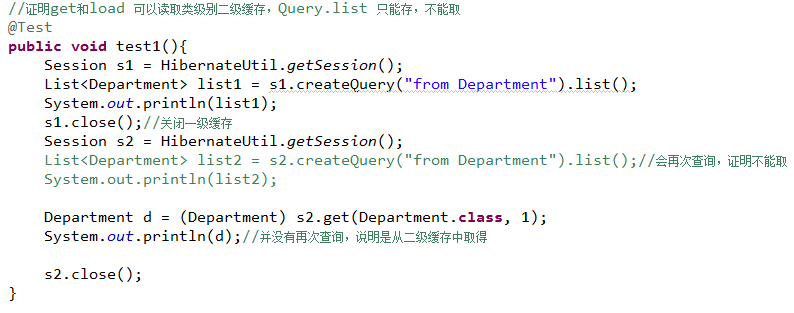 //证明get和load 可以读取类级别二级缓存，Query.list 只能存，不能取
@Test
public void test1(){
Session s1 = HibernateUtil.getSession();
List<Department> list1 = s1.createQuery("from Department").list();
System.out.println(list1);
s1.close();//关闭一级缓存
Session s2 = HibernateUtil.getSession();
List<Department> list2 = s2.createQuery("from Department").list();//会再次查询，证明不能取
System.out.println(list2);
Department d = (Department) s2.get(Department.class, 1);
System.out.println(d);//并没有再次查询，说明是从二级缓存中取得
s2.close();
}